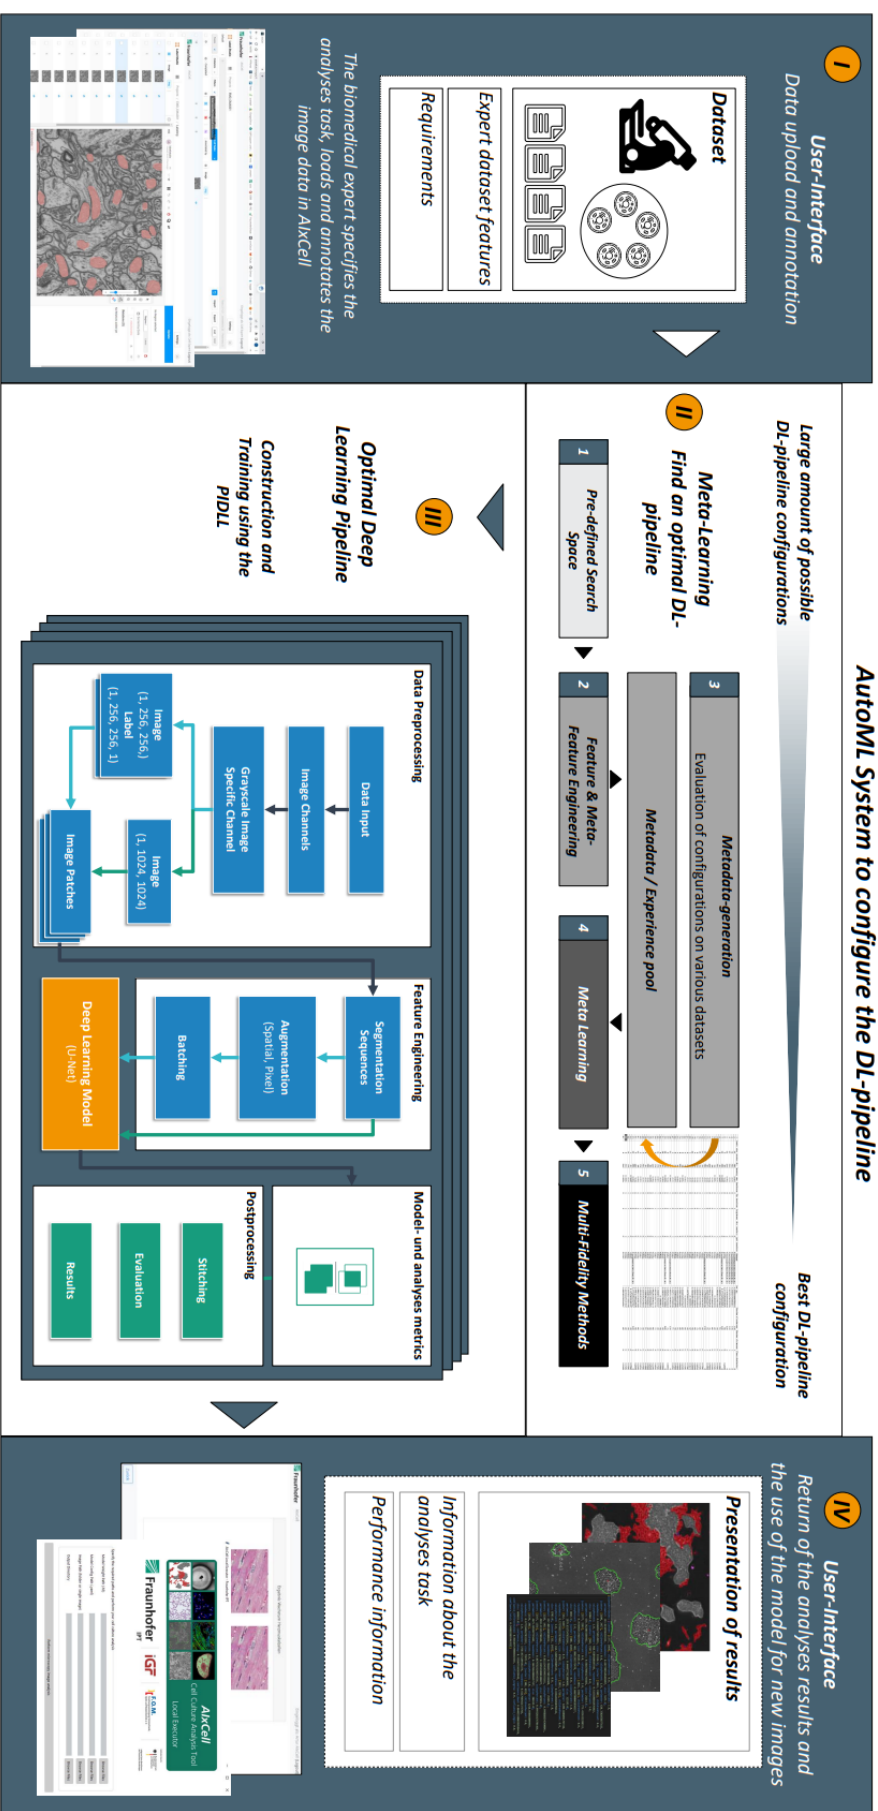 AutoML System to configure the DL-pipeline
I
User-Interface
Data upload and annotation
Dataset
Expert dataset features
Requirements
The biomedical expert specifies the
analyses task, loads and annotates the
image data in AIxCell
Fraunhofer
Fraunhofer
Large amount of possible
DL-pipeline configurations
Best DL-pipeline
configuration
II
Meta-Learning
Find an optimal DL-
pipeline
3
Metadata-generation
Evaluation of configurations on various datasets
Metadata / Experience pool
1
Pre-defined Search
Space
2
Feature & Meta-
Feature Engineering
4
Meta Learning
5
Multi-Fidelity Methods
III
Optimal Deep
Learning Pipeline
Construction and
Training using the
PIDLL
Data Preprocessing
Data Input
Image Channels
Grayscale Image
Specific Channel
Image
(1, 256, 256,)
Label
(1, 256, 256, 1)
Image
(1, 1024, 1024)
Image Patches
Feature Engineering
Segmentation
Sequences
Augmentation
(Spatial, Pixel)
Batching
Deep Learning Model
(U-Net)
Model- und analyses metrics
Postprocessing
Stitching
Evaluation
Results
IV
User-Interface
Return of the analyses results and
the use of the model for new images
Presentation of results
Information about the
analyses task
Performance information
Fraunhofer
AIxCell
Cell Culture Analysis Tool
Local Executor
Fraunhofer
IPT
iGF